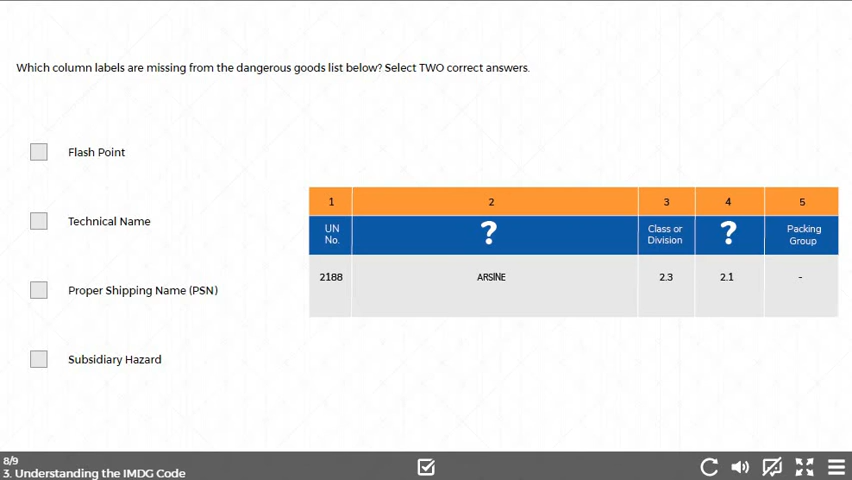 Which column labels are missing from the dangerous goods list below? Select TWO correct answers.
Flash Point
Technical Name
Proper Shipping Name (PSN)
Subsidiary Hazard
1 2 3 4 5
UN No. ? Class or Division ? Packing Group
2188 ARSINE 2.3 2.1 -
8/9
3. Understanding the IMDG Code